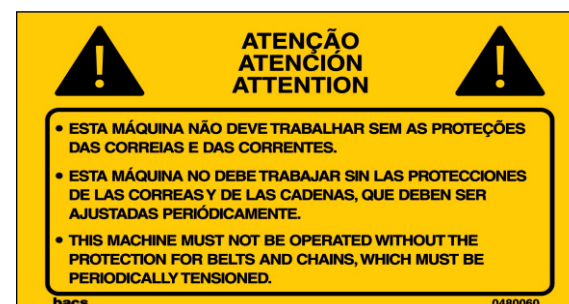 ATENÇÃO
ATENCIÓN
ATTENTION
• ESTA MÁQUINA NÃO DEVE TRABALHAR SEM AS PROTEÇÕES
DAS CORREIAS E DAS CORRENTES.
• ESTA MÁQUINA NO DEBE TRABAJAR SIN LAS PROTECCIONES
DE LAS CORREAS Y DE LAS CADENAS, QUE DEBEN SER
AJUSTADAS PERIÓDICAMENTE.
• THIS MACHINE MUST NOT BE OPERATED WITHOUT THE
PROTECTION FOR BELTS AND CHAINS, WHICH MUST BE
PERIODICALLY TENSIONED.
bacs 0480060